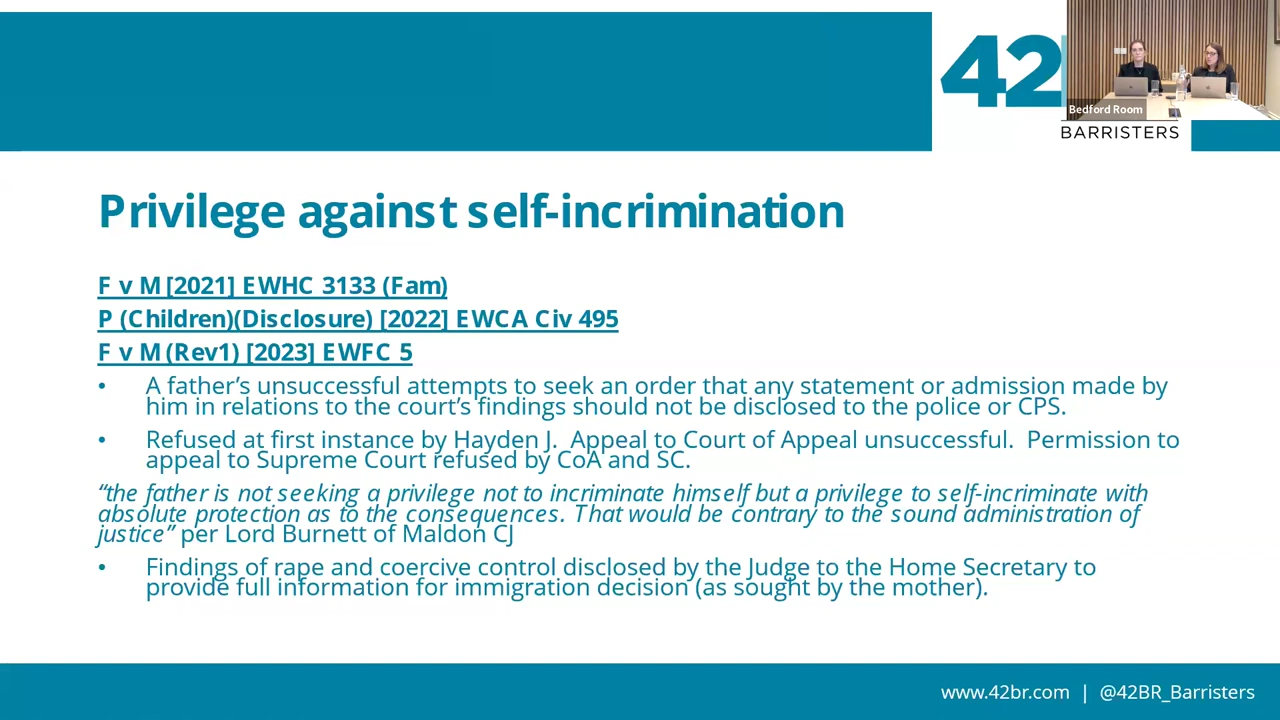 42
Bedford Room
BARRISTERS
Privilege against self-incrimination
F v M [2021] EWHC 3133 (Fam)
P (Children)(Disclosure) [2022] EWCA Civ 495
F v M (Rev1) [2023] EWFC 5
• A father’s unsuccessful attempts to seek an order that any statement or admission made by
him in relations to the court’s findings should not be disclosed to the police or CPS.
• Refused at first instance by Hayden J. Appeal to Court of Appeal unsuccessful. Permission to
appeal to Supreme Court refused by CoA and SC.
“the father is not seeking a privilege not to incriminate himself but a privilege to self-incriminate with
absolute protection as to the consequences. That would be contrary to the sound administration of
justice” per Lord Burnett of Maldon CJ
• Findings of rape and coercive control disclosed by the Judge to the Home Secretary to
provide full information for immigration decision (as sought by the mother).
www.42br.com | @42BR_Barristers